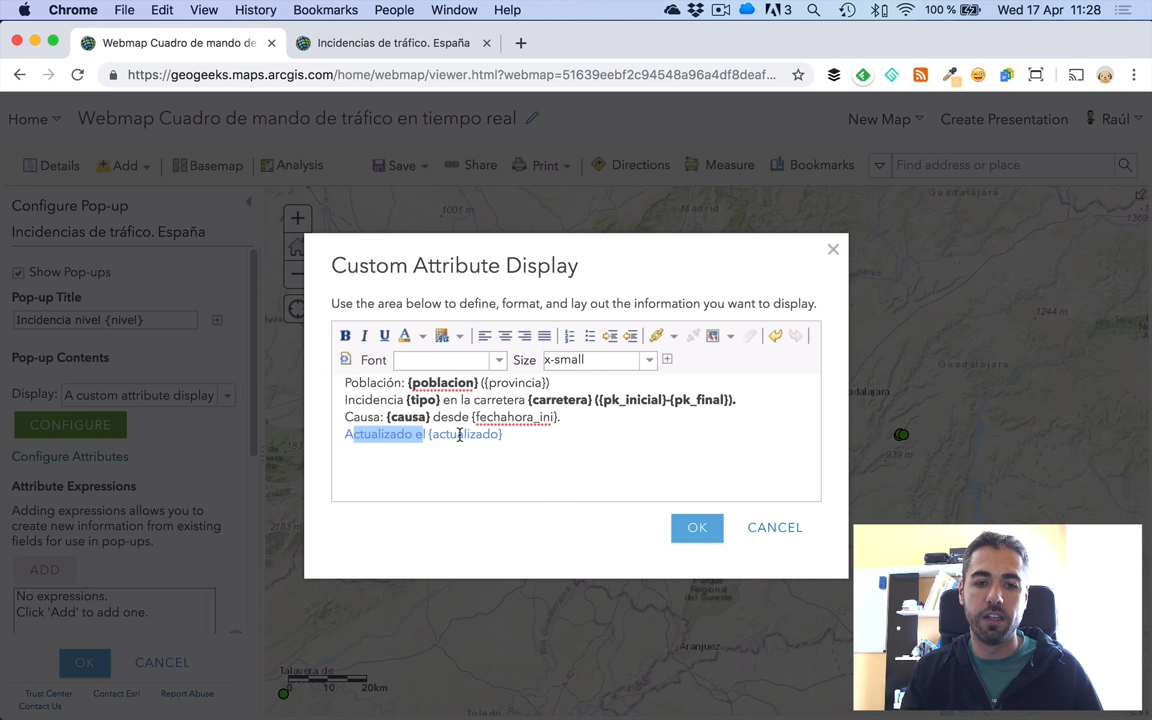 Chrome File Edit View History Bookmarks People Window Help
3 100 % Wed 17 Apr 11:28
Webmap Cuadro de mando de
Incidencias de tráfico. España
https://geogeeks.maps.arcgis.com/home/webmap/viewer.html?webmap=51639eebf2c94548a96a4df8deaf...
Home Webmap Cuadro de mando de tráfico en tiempo real New Map Create Presentation Raúl
Details Add Basemap Analysis Save Share Print Directions Measure Bookmarks Find address or place
Configure Pop-up
Incidencias de tráfico. España
Show Pop-ups
Pop-up Title
Incidencia nivel {nivel}
Pop-up Contents
Display: A custom attribute display
CONFIGURE
Configure Attributes
Attribute Expressions
Adding expressions allows you to
create new information from existing
fields for use in pop-ups.
ADD
No expressions.
Click 'Add' to add one.
OK CANCEL
Trust Center Contact Esri Report Abuse
Contact Us
Custom Attribute Display
Use the area below to define, format, and lay out the information you want to display.
B I U A
Font Size x-small
Población: {poblacion} ({provincia})
Incidencia {tipo} en la carretera {carretera} ({pk_inicial}-{pk_final}).
Causa: {causa} desde {fechahora_ini}.
Actualizado el {actualizado}
OK CANCEL
1001 m
Madrid
Guadalajara
Guadalajara
1369
1244 m
939 m
Aranjuez
Talavera de
0 10 20km